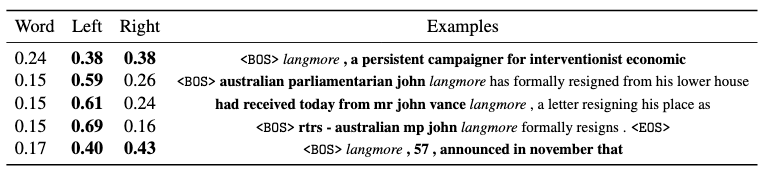 Word Left Right Examples
0.24 0.38 0.38 <BOS> langmore , a persistent campaigner for interventionist economic
0.15 0.59 0.26 <BOS> australian parliamentarian john langmore has formally resigned from his lower house
0.15 0.61 0.24 had received today from mr john vance langmore , a letter resigning his place as
0.15 0.69 0.16 <BOS> rtrs - australian mp john langmore formally resigns . <EOS>
0.17 0.40 0.43 <BOS> langmore , 57 , announced in november that